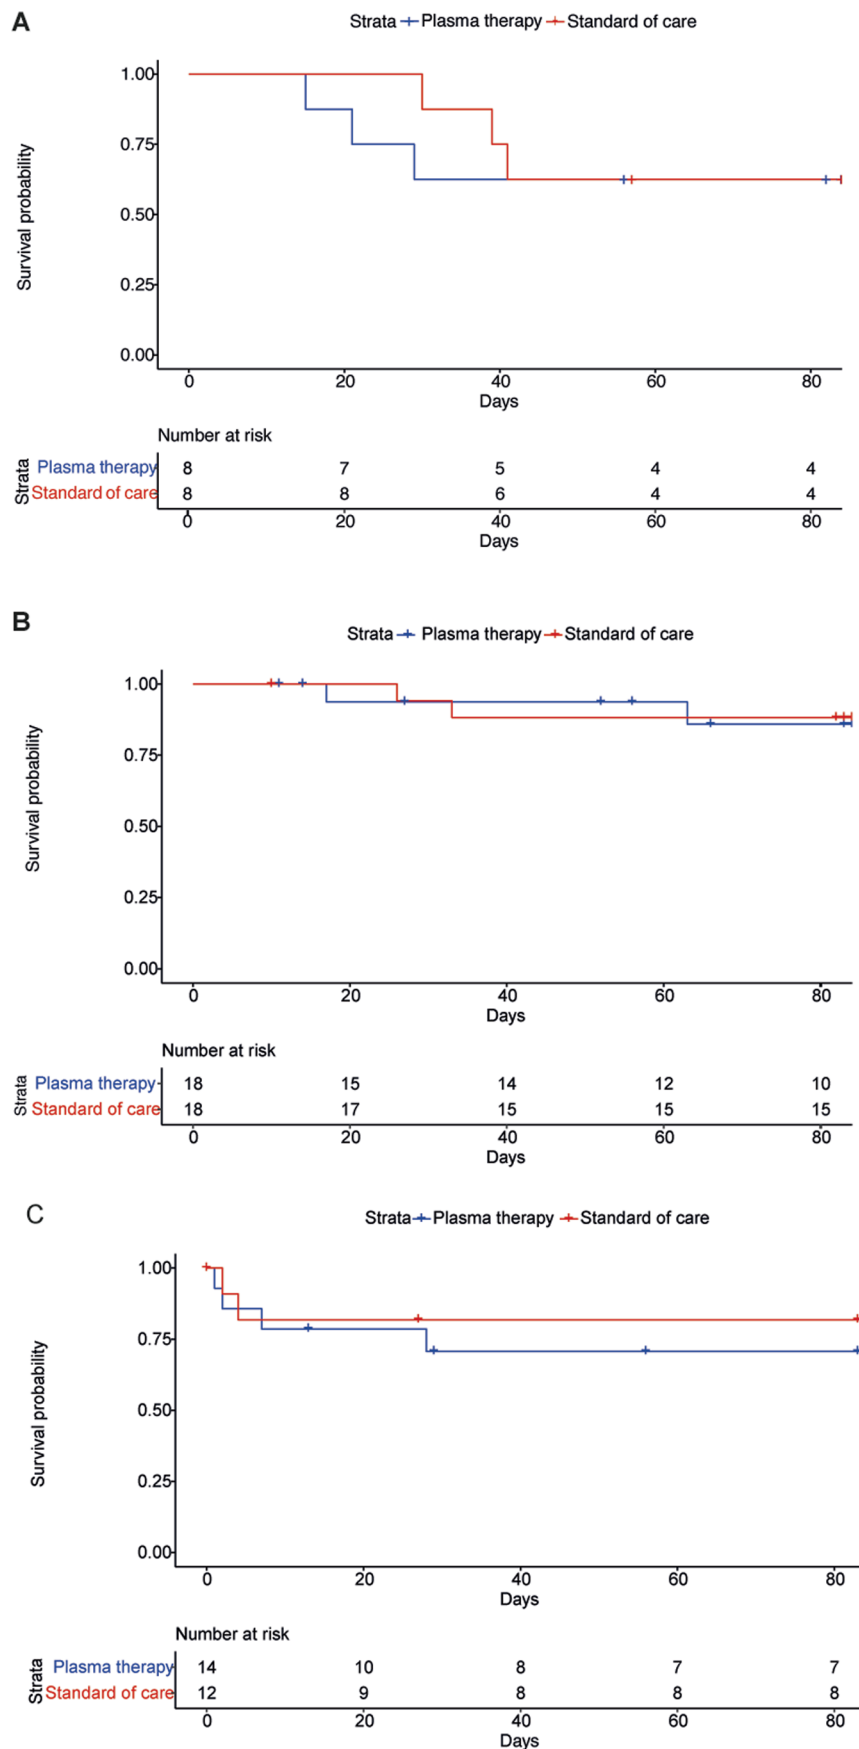 A
Strata Plasma therapy Standard of care
1.00
0.75
0.50
0.25
0.00
Survival probability
0 20 40 60 80
Days
Number at risk
Strata
Plasma therapy 8 7 5 4 4
Standard of care 8 8 6 4 4
0 20 40 60 80
Days
B
Strata Plasma therapy Standard of care
1.00
0.75
0.50
0.25
0.00
Survival probability
0 20 40 60 80
Days
Number at risk
Strata
Plasma therapy 18 15 14 12 10
Standard of care 18 17 15 15 15
0 20 40 60 80
Days
C
Strata Plasma therapy Standard of care
1.00
0.75
0.50
0.25
0.00
Survival probability
0 20 40 60 80
Days
Number at risk
Strata
Plasma therapy 14 10 8 7 7
Standard of care 12 9 8 8 8
0 20 40 60 80
Days